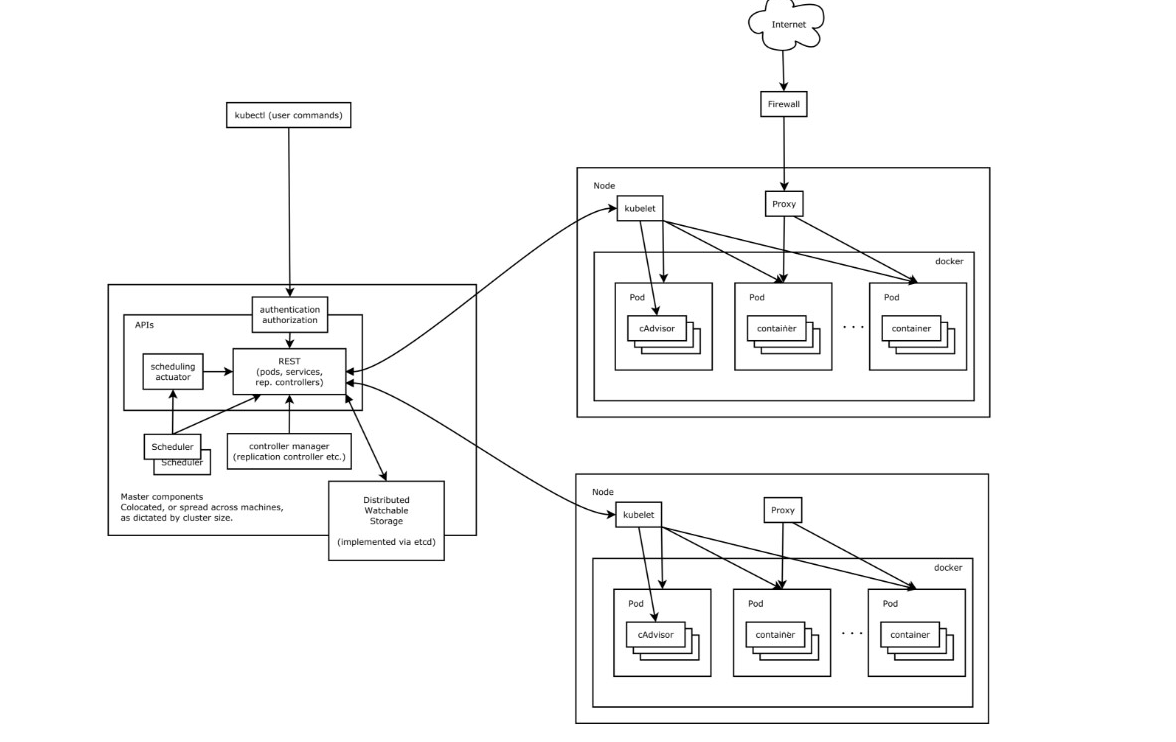 Internet
Firewall
kubectl (user commands)
Node
kubelet
Proxy
docker
Pod
cAdvisor
Pod
container
. . .
Pod
container
authentication
authorization
APIs
REST
(pods, services,
rep. controllers)
scheduling
actuator
Scheduler
Scheduler
controller manager
(replication controller etc.)
Master components
Colocated, or spread across machines,
as dictated by cluster size.
Distributed
Watchable
Storage
(implemented via etcd)
Node
kubelet
Proxy
docker
Pod
cAdvisor
Pod
container
. . .
Pod
container